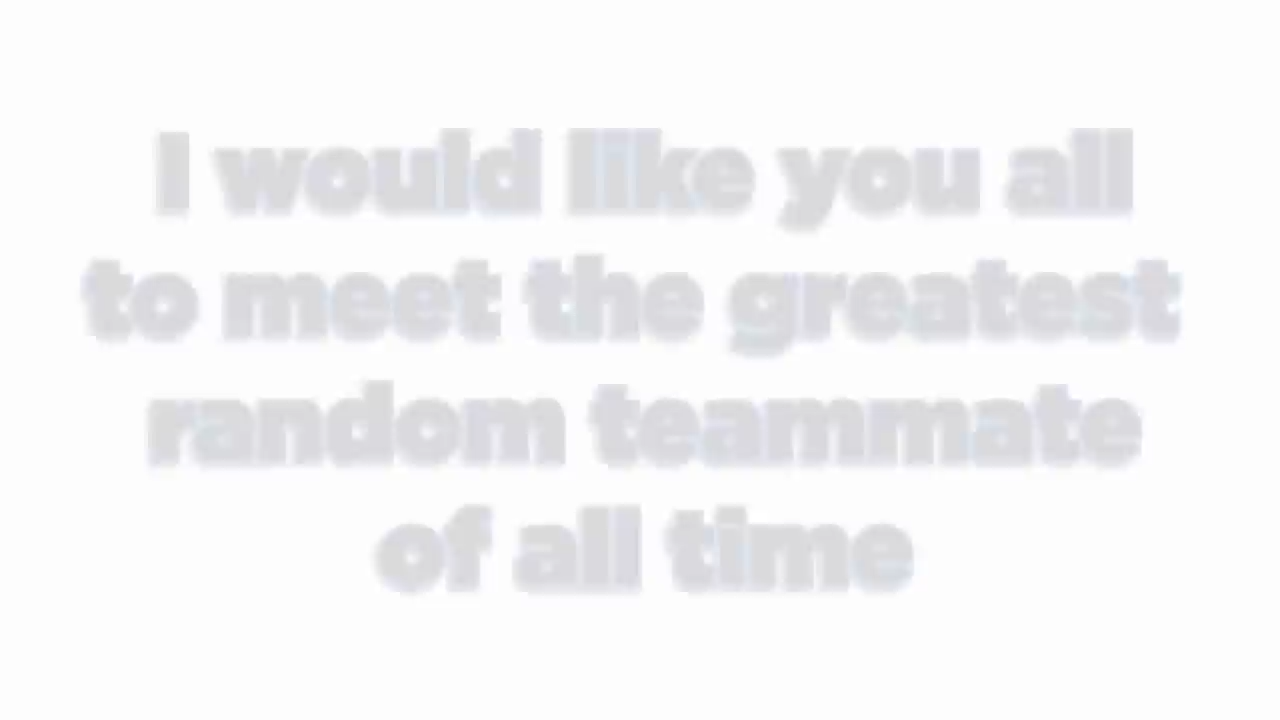 I would like you all
to meet the greatest
random teammate
of all time